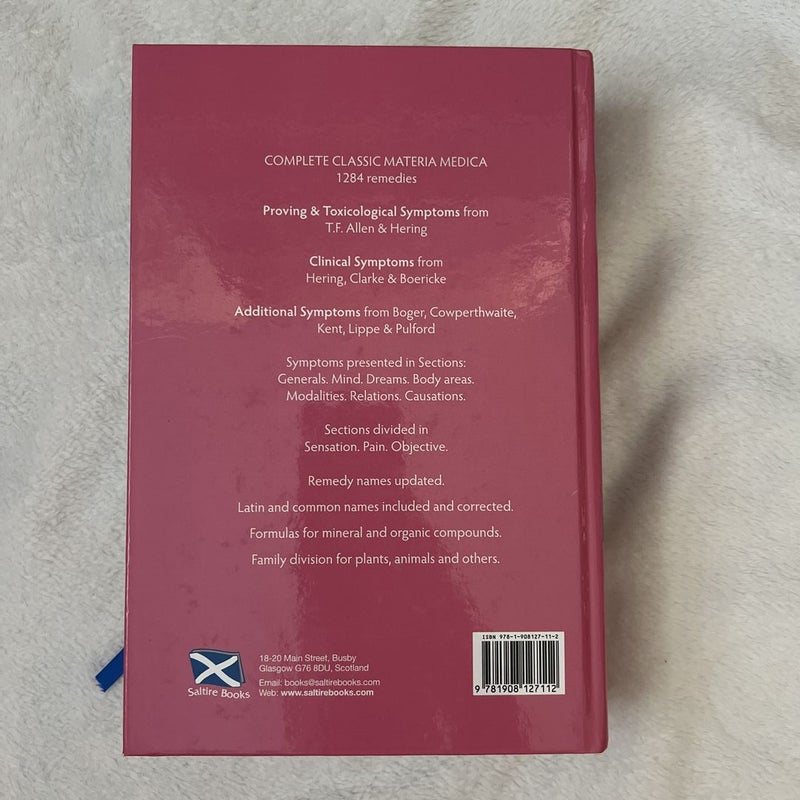 COMPLETE CLASSIC MATERIA MEDICA
1284 remedies
Proving & Toxicological Symptoms from
T.F. Allen & Hering
Clinical Symptoms from
Hering, Clarke & Boericke
Additional Symptoms from Boger, Cowperthwaite,
Kent, Lippe & Pulford
Symptoms presented in Sections:
Generals. Mind. Dreams. Body areas.
Modalities. Relations. Causations.
Sections divided in
Sensation. Pain. Objective.
Remedy names updated.
Latin and common names included and corrected.
Formulas for mineral and organic compounds.
Family division for plants, animals and others.
Saltire Books
18-20 Main Street, Busby
Glasgow G76 8DU, Scotland
Email: books@saltirebooks.com
Web: www.saltirebooks.com
ISBN 978-1-908127-11-2
9 781908 127112